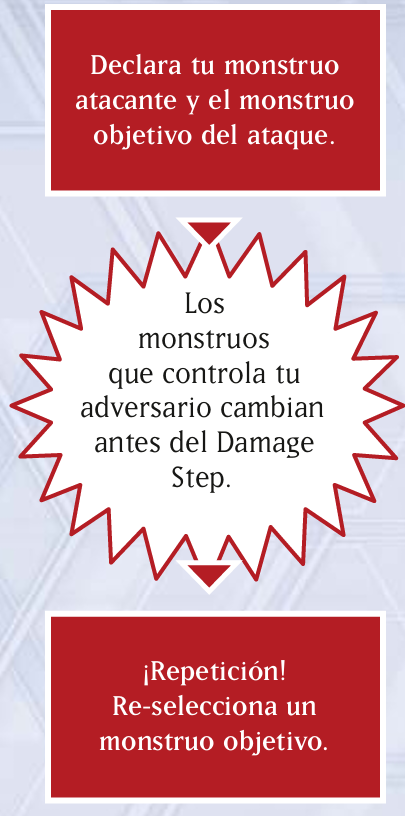 Declara tu monstruo
atacante y el monstruo
objetivo del ataque.
Los
monstruos
que controla tu
adversario cambian
antes del Damage
Step.
¡Repetición!
Re-selecciona un
monstruo objetivo.